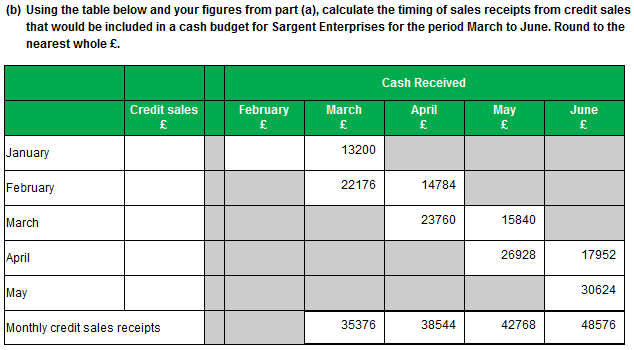 (b) Using the table below and your figures from part (a), calculate the timing of sales receipts from credit sales
that would be included in a cash budget for Sargent Enterprises for the period March to June. Round to the
nearest whole £.
Cash Received
Credit sales February March April May June
£ £ £ £ £ £
January 13200
February 22176 14784
March 23760 15840
April 26928 17952
May 30624
Monthly credit sales receipts 35376 38544 42768 48576